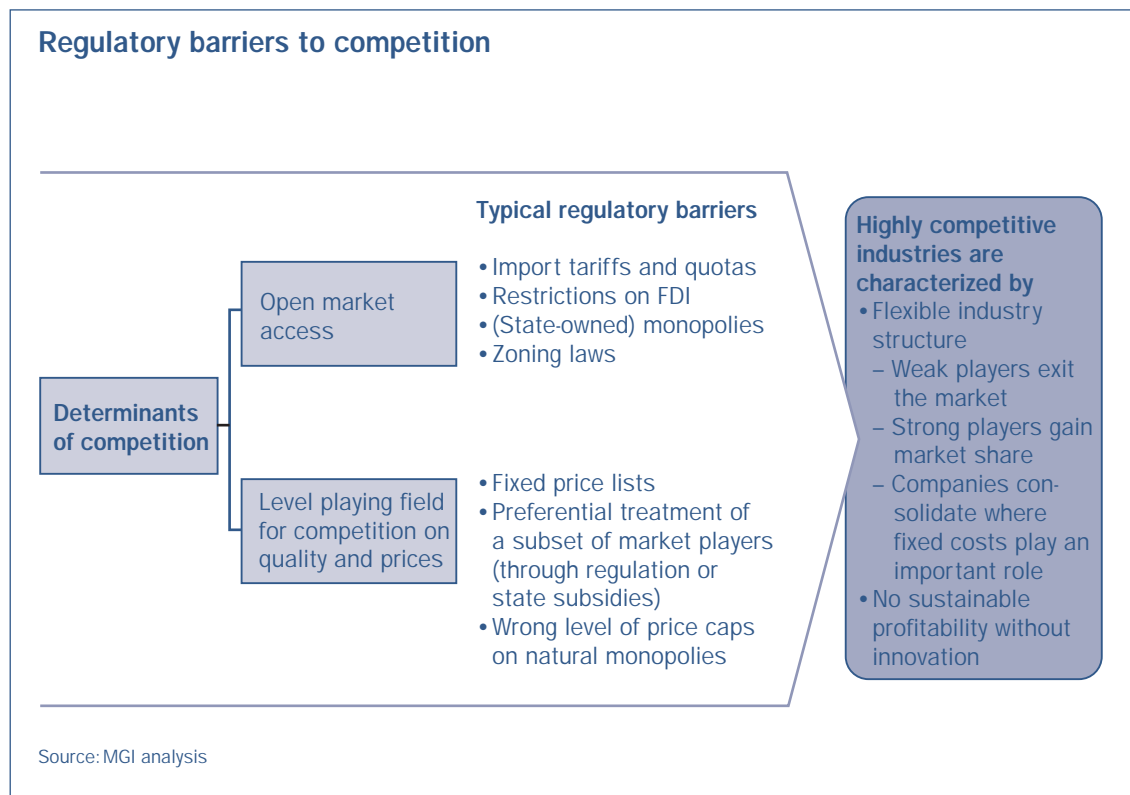 Regulatory barriers to competition
Determinants
of competition
Open market
access
Level playing field
for competition on
quality and prices
Typical regulatory barriers
• Import tariffs and quotas
• Restrictions on FDI
• (State-owned) monopolies
• Zoning laws
• Fixed price lists
• Preferential treatment of
a subset of market players
(through regulation or
state subsidies)
• Wrong level of price caps
on natural monopolies
Highly competitive
industries are
characterized by
• Flexible industry
structure
– Weak players exit
the market
– Strong players gain
market share
– Companies con-
solidate where
fixed costs play an
important role
• No sustainable
profitability without
innovation
Source: MGI analysis